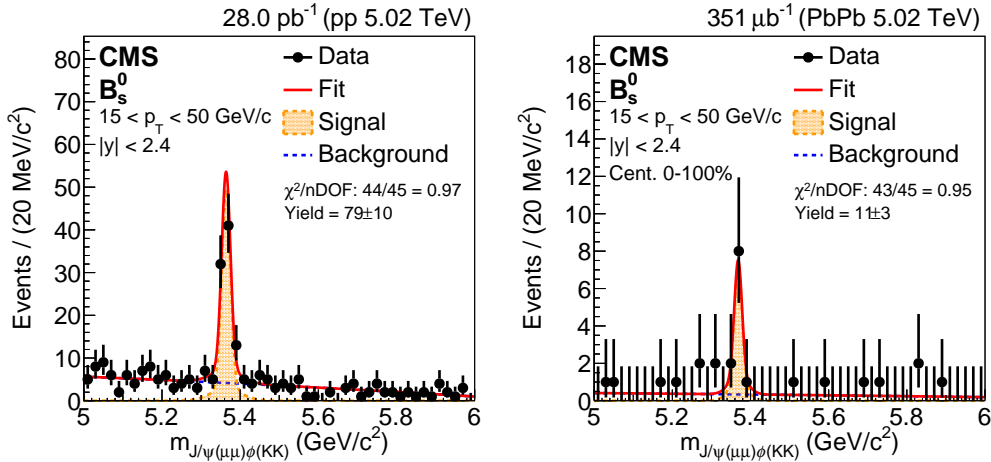 28.0 pb⁻¹ (pp 5.02 TeV)
CMS
B⁰ₛ
15 < p_T < 50 GeV/c
|y| < 2.4
Data
Fit
Signal
Background
χ²/nDOF: 44/45 = 0.97
Yield = 79±10
Events / (20 MeV/c²)
80
70
60
50
40
30
20
10
0
5 5.2 5.4 5.6 5.8 6
m_J/ψ(μμ)φ(KK) (GeV/c²)
351 μb⁻¹ (PbPb 5.02 TeV)
CMS
B⁰ₛ
15 < p_T < 50 GeV/c
|y| < 2.4
Cent. 0-100%
Data
Fit
Signal
Background
χ²/nDOF: 43/45 = 0.95
Yield = 11±3
Events / (20 MeV/c²)
18
16
14
12
10
8
6
4
2
0
5 5.2 5.4 5.6 5.8 6
m_J/ψ(μμ)φ(KK) (GeV/c²)